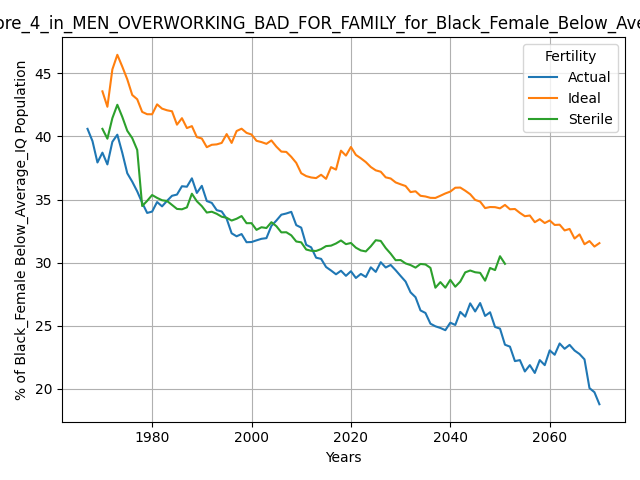 ore_4_in_MEN_OVERWORKING_BAD_FOR_FAMILY_for_Black_Female_Below_Ave
% of Black_Female Below_Average_IQ Population
45
40
35
30
25
20
Fertility
Actual
Ideal
Sterile
1980
2000
2020
2040
2060
Years